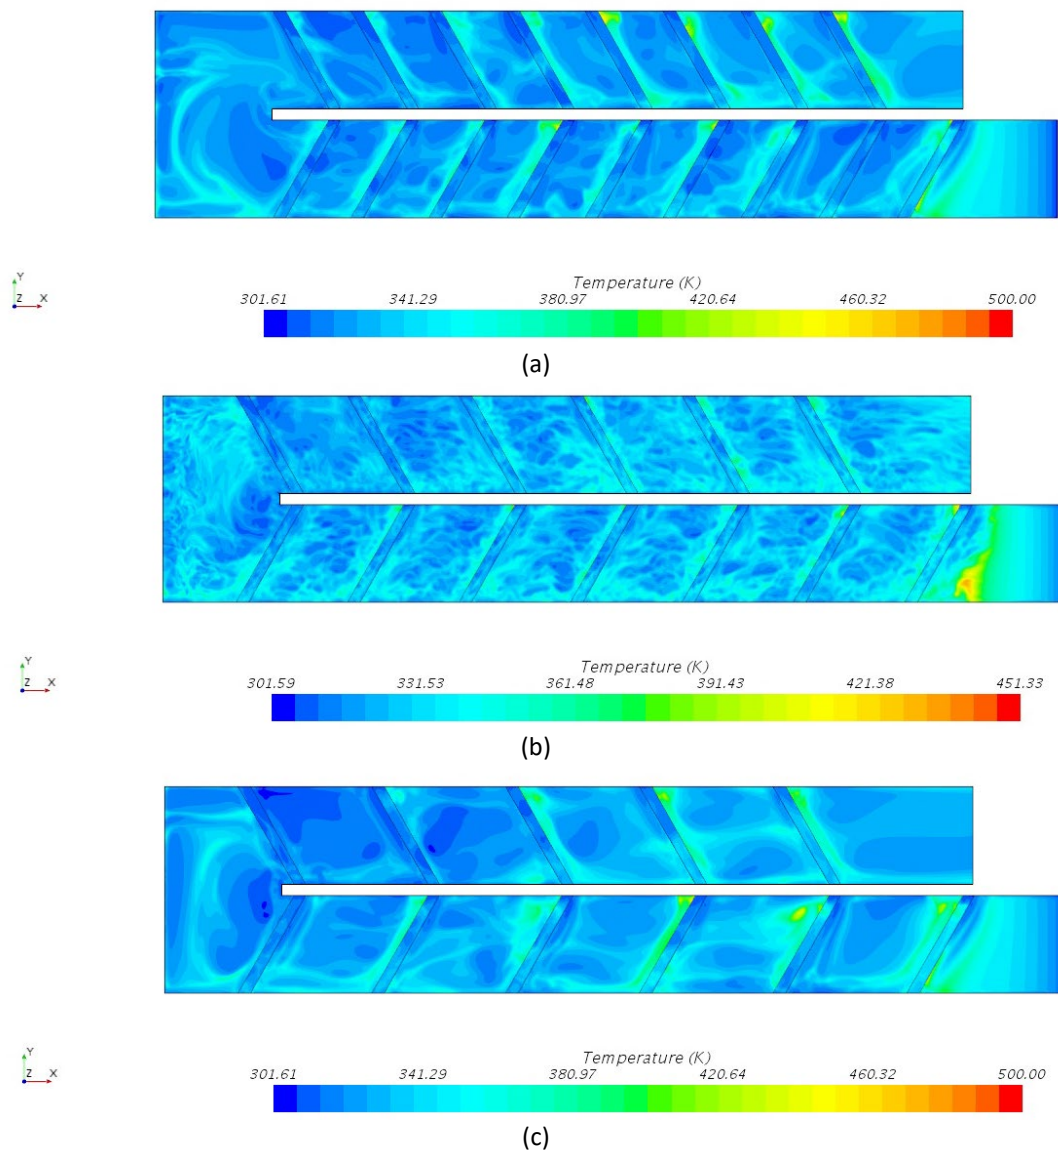 Y
Z X
Temperature (K)
301.61 341.29 380.97 420.64 460.32 500.00
(a)
Y
Z X
Temperature (K)
301.59 331.53 361.48 391.43 421.38 451.33
(b)
Y
Z X
Temperature (K)
301.61 341.29 380.97 420.64 460.32 500.00
(c)